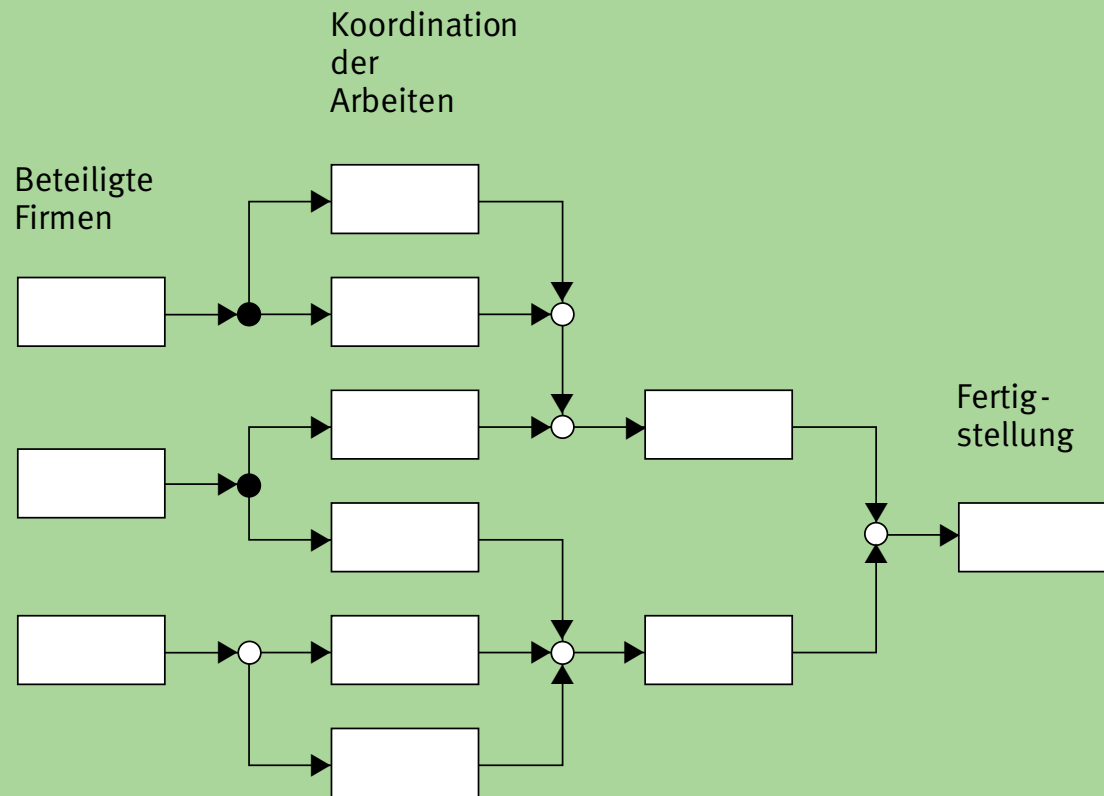 Koordination
der
Arbeiten
Beteiligte
Firmen
Fertig-
stellung